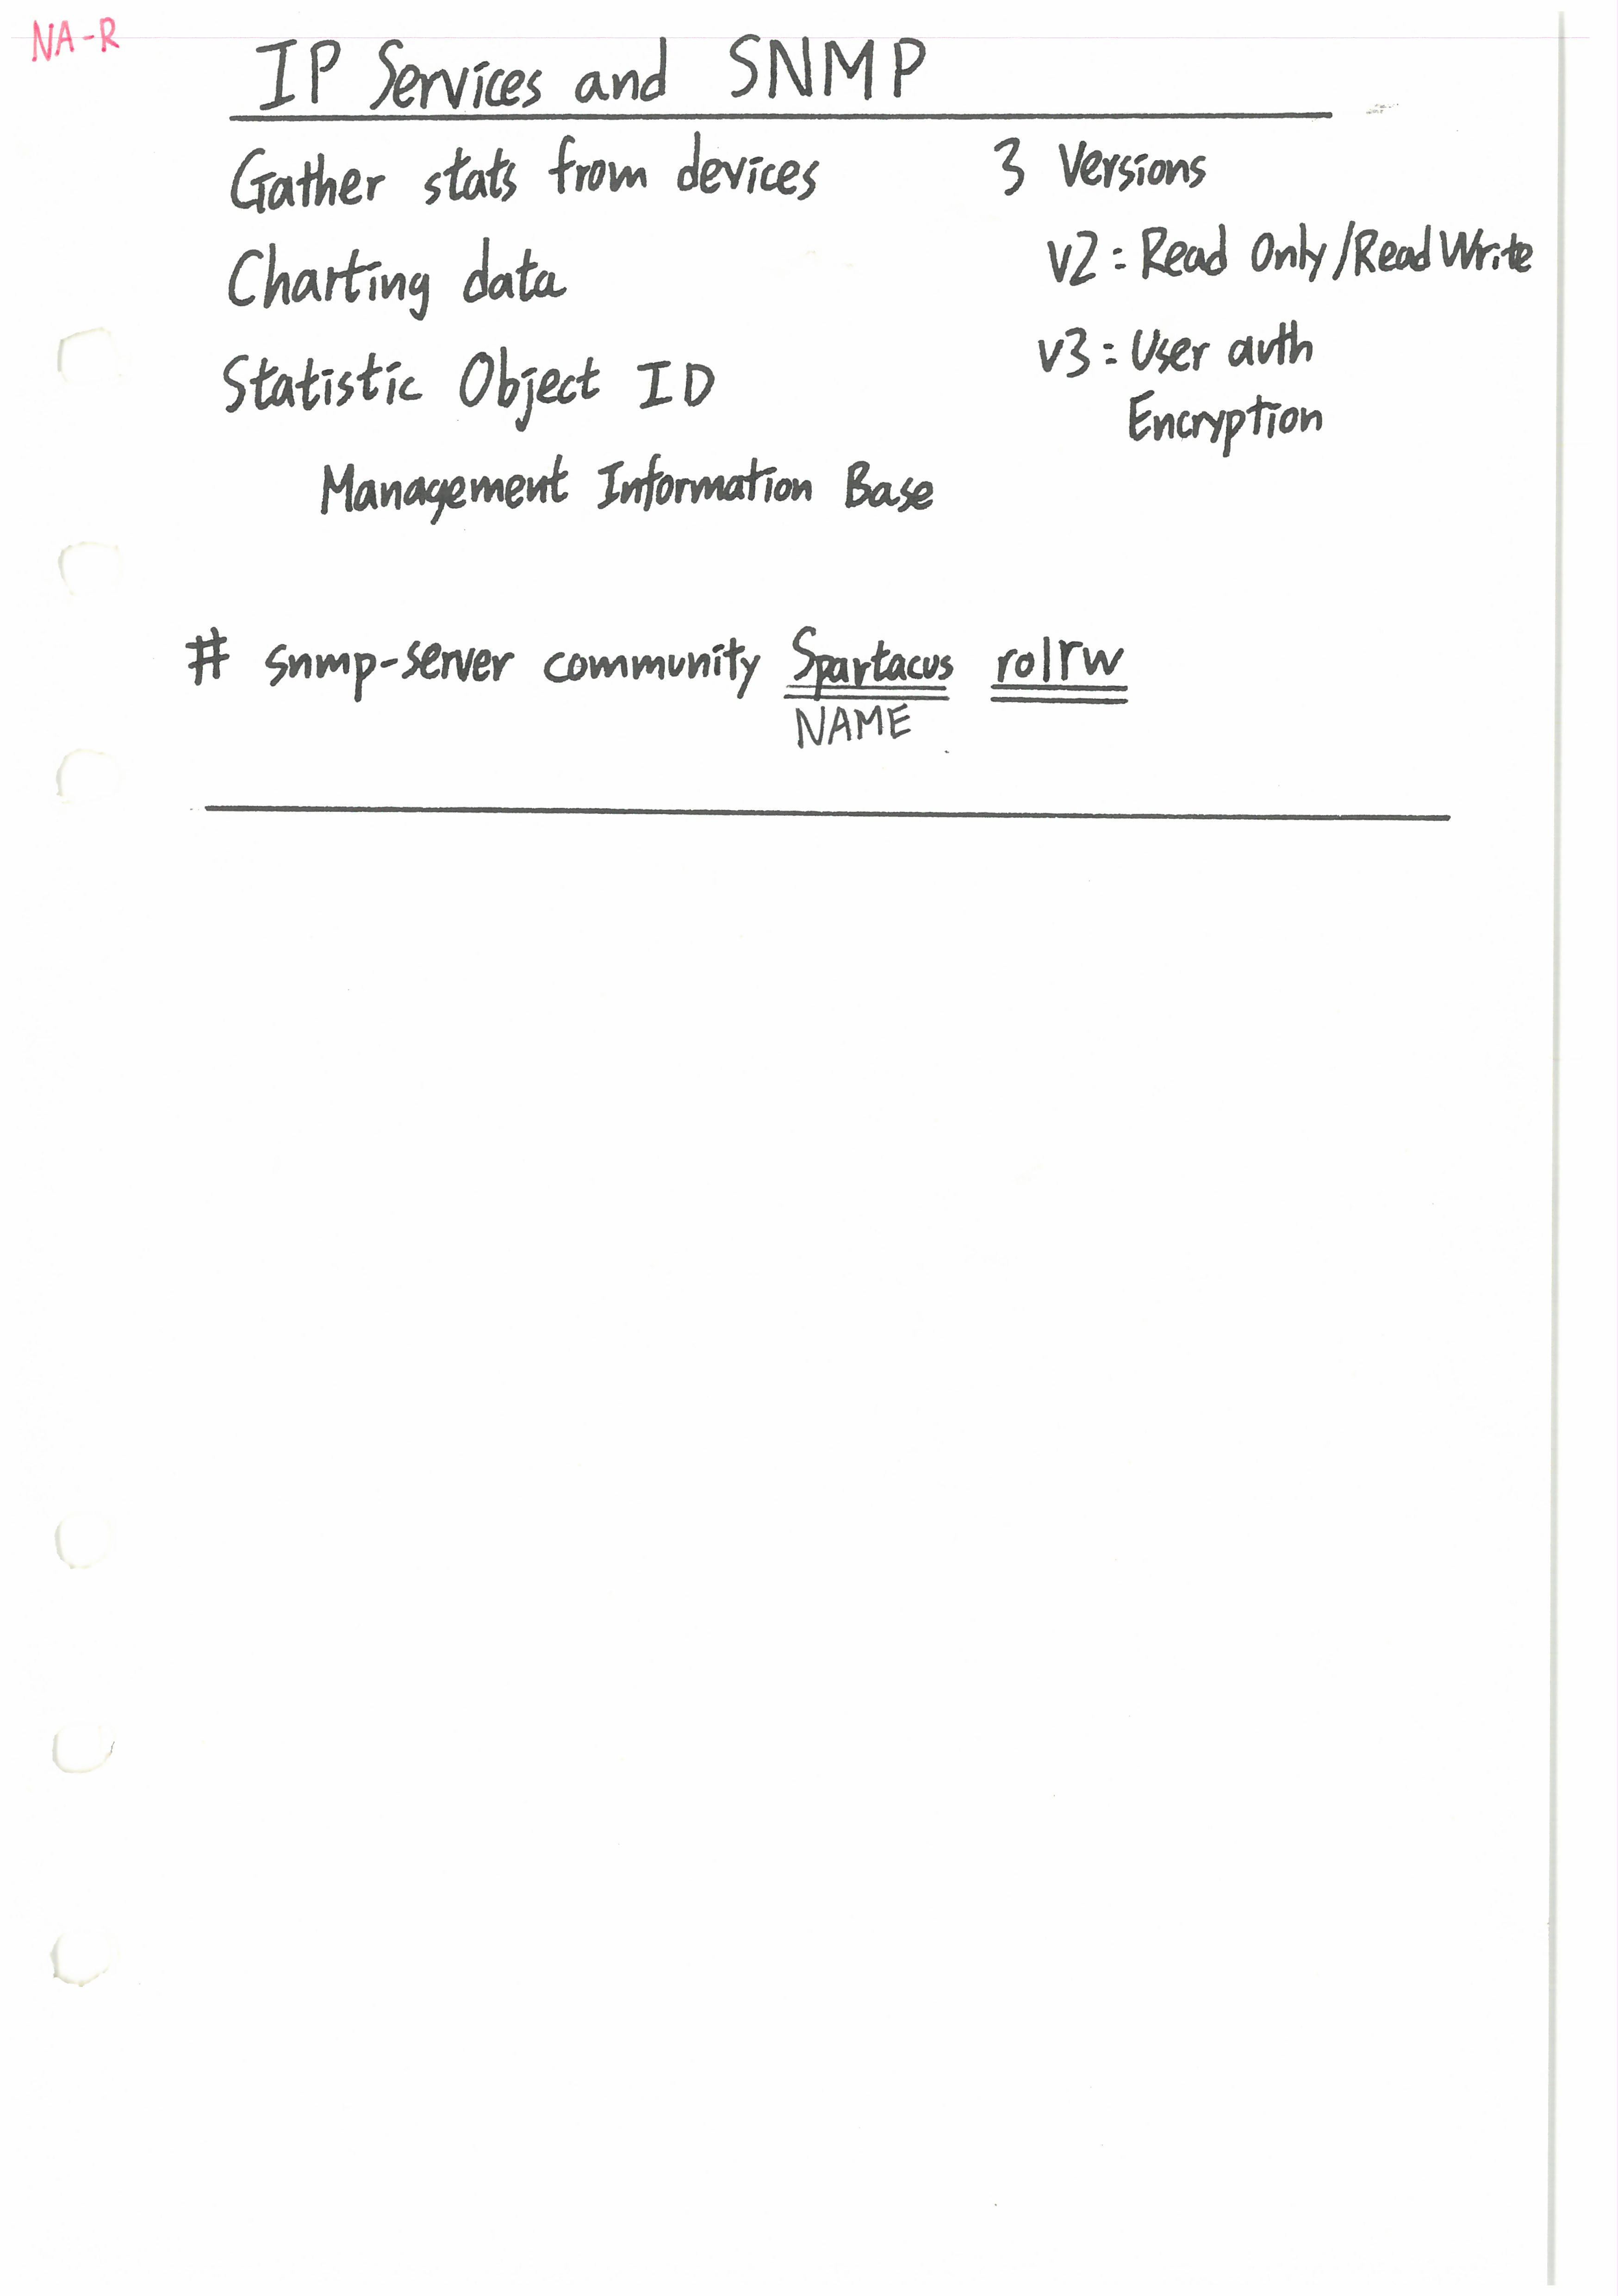 NA-R
IP Services and SNMP
Gather stats from devices
Charting data
Statistic Object ID
Management Information Base
3 Versions
v2: Read Only/Read Write
v3: User auth
Encryption
# snmp-server community Spartacus ro|rw
NAME